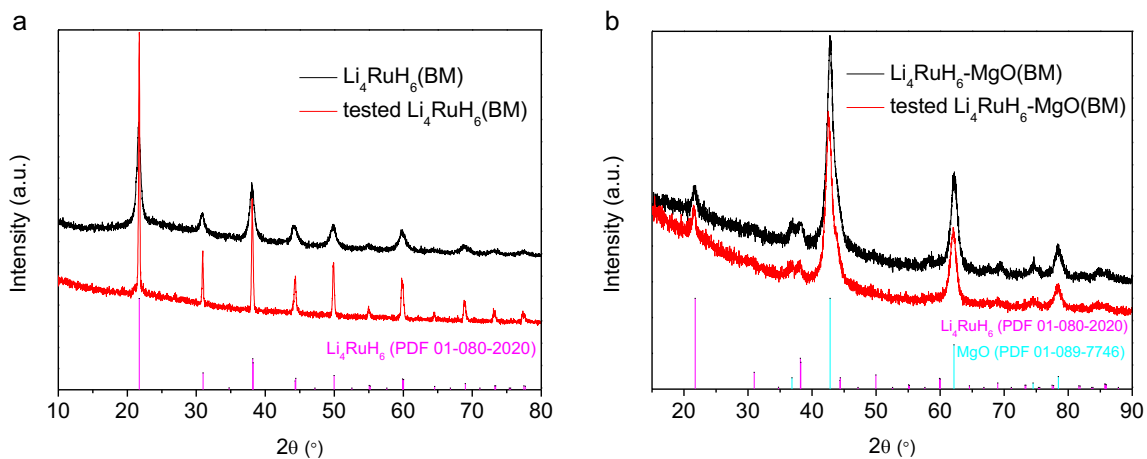 a
Intensity (a.u.)
Li₄RuH₆(BM)
tested Li₄RuH₆(BM)
Li₄RuH₆ (PDF 01-080-2020)
10 20 30 40 50 60 70 80
2θ (°)
b
Intensity (a.u.)
Li₄RuH₆-MgO(BM)
tested Li₄RuH₆-MgO(BM)
Li₄RuH₆ (PDF 01-080-2020)
MgO (PDF 01-089-7746)
20 30 40 50 60 70 80 90
2θ (°)